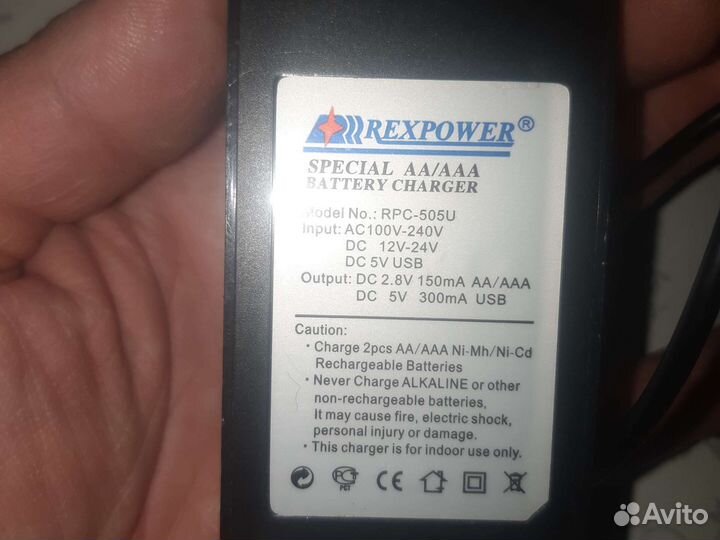 REXPOWER®
SPECIAL AA/AAA
BATTERY CHARGER
Model No.: RPC-505U
Input: AC100V-240V
DC 12V-24V
DC 5V USB
Output: DC 2.8V 150mA AA/AAA
DC 5V 300mA USB
Caution:
· Charge 2pcs AA/AAA Ni-Mh/Ni-Cd
Rechargeable Batteries
· Never Charge ALKALINE or other
non-rechargeable batteries,
It may cause fire, electric shock,
personal injury or damage.
· This charger is for indoor use only.
PCT
CE
Avito